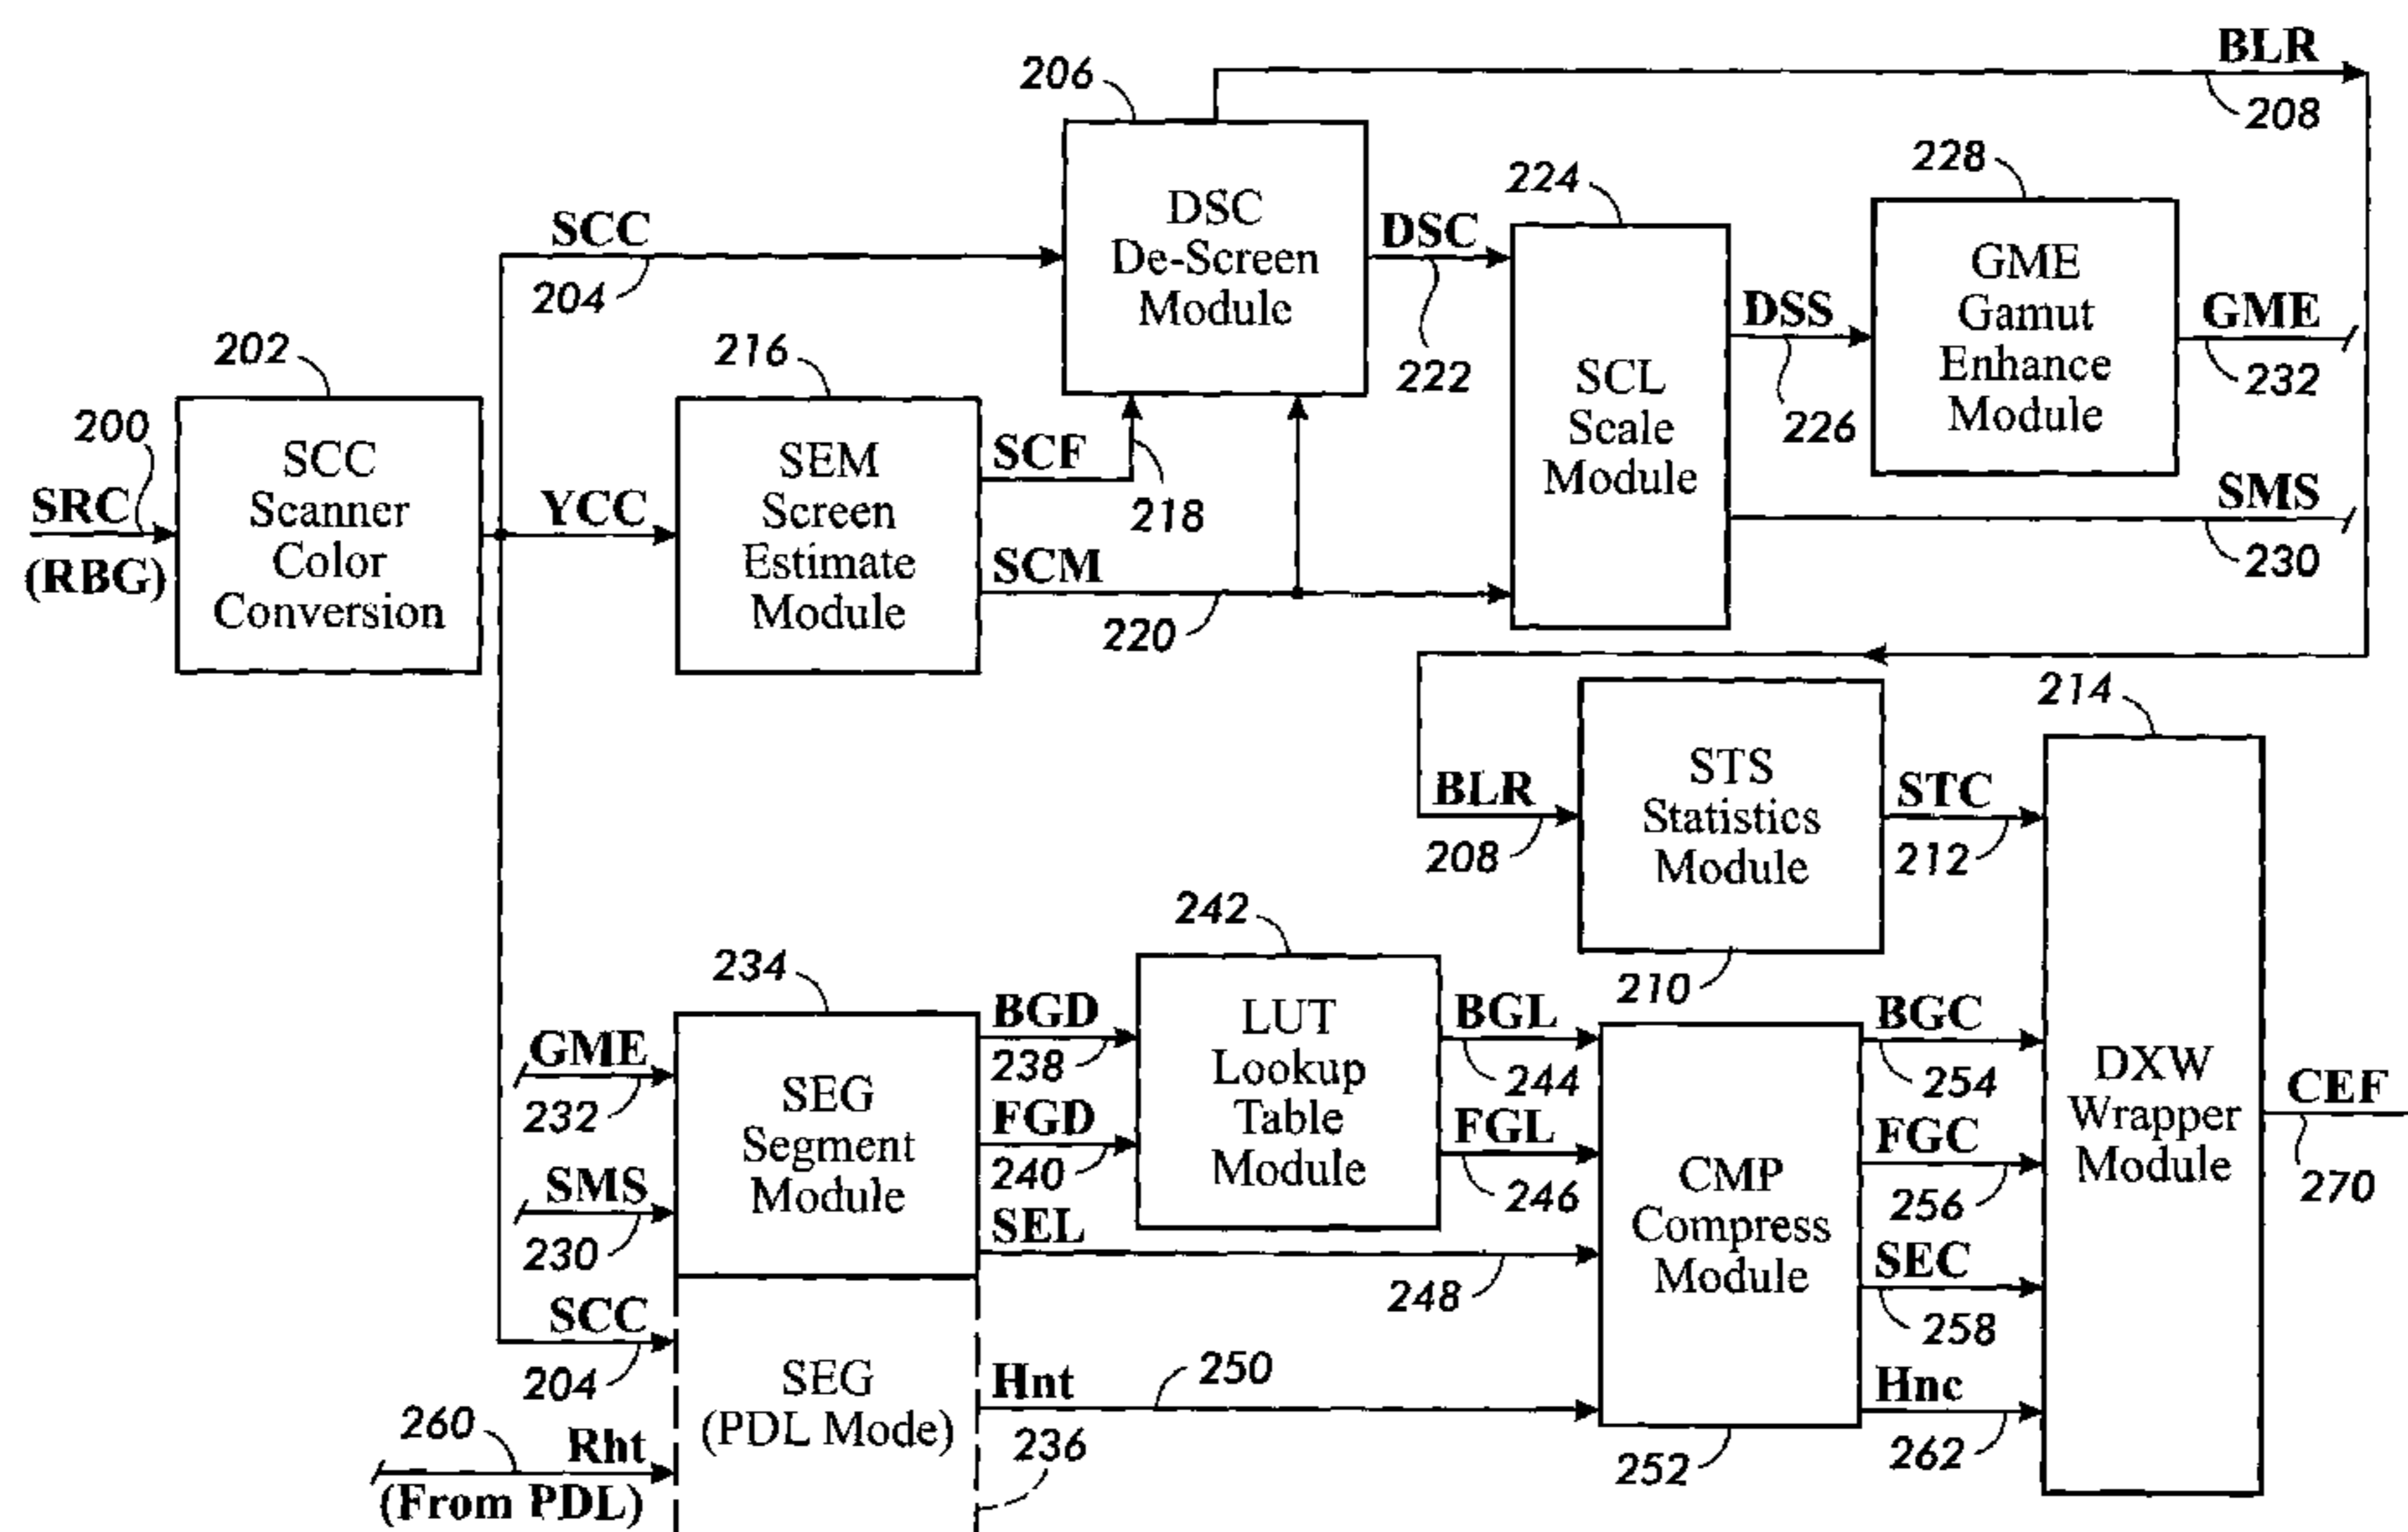 BLR
208
206
DSC
De-Screen
Module
224
228
SCC
204
DSC
222
GME
Gamut
Enhance
Module
DSS
226
GME
232
202
216
SCL
Scale
Module
200
SRC
(RBG)
SCC
Scanner
Color
Conversion
YCC
SEM
Screen
Estimate
Module
SCF
218
SCM
220
SMS
230
214
BLR
208
STS
Statistics
Module
STC
212
210
242
234
GME
232
SMS
230
SCC
204
SEG
Segment
Module
BGD
238
FGD
240
SEL
248
LUT
Lookup
Table
Module
BGL
244
FGL
246
CMP
Compress
Module
BGC
254
FGC
256
SEC
258
Hnc
262
DXW
Wrapper
Module
CEF
270
260
Rht
(From PDL)
SEG
(PDL Mode)
Hnt
250
236
252